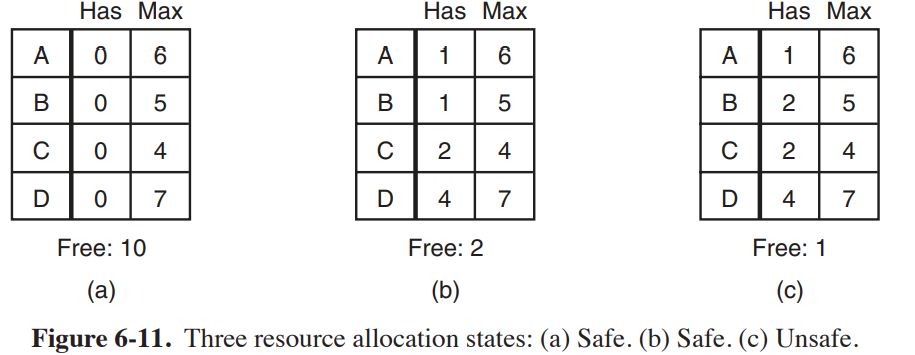 Has Max Has Max Has Max
A 0 6 A 1 6 A 1 6
B 0 5 B 1 5 B 2 5
C 0 4 C 2 4 C 2 4
D 0 7 D 4 7 D 4 7
Free: 10 Free: 2 Free: 1
(a) (b) (c)
Figure 6-11. Three resource allocation states: (a) Safe. (b) Safe. (c) Unsafe.